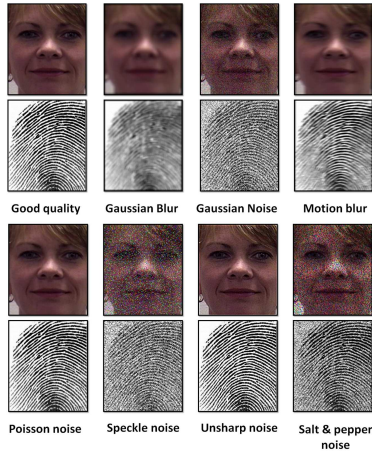 Good quality
Gaussian Blur
Gaussian Noise
Motion blur
Poisson noise
Speckle noise
Unsharp noise
Salt & pepper
noise